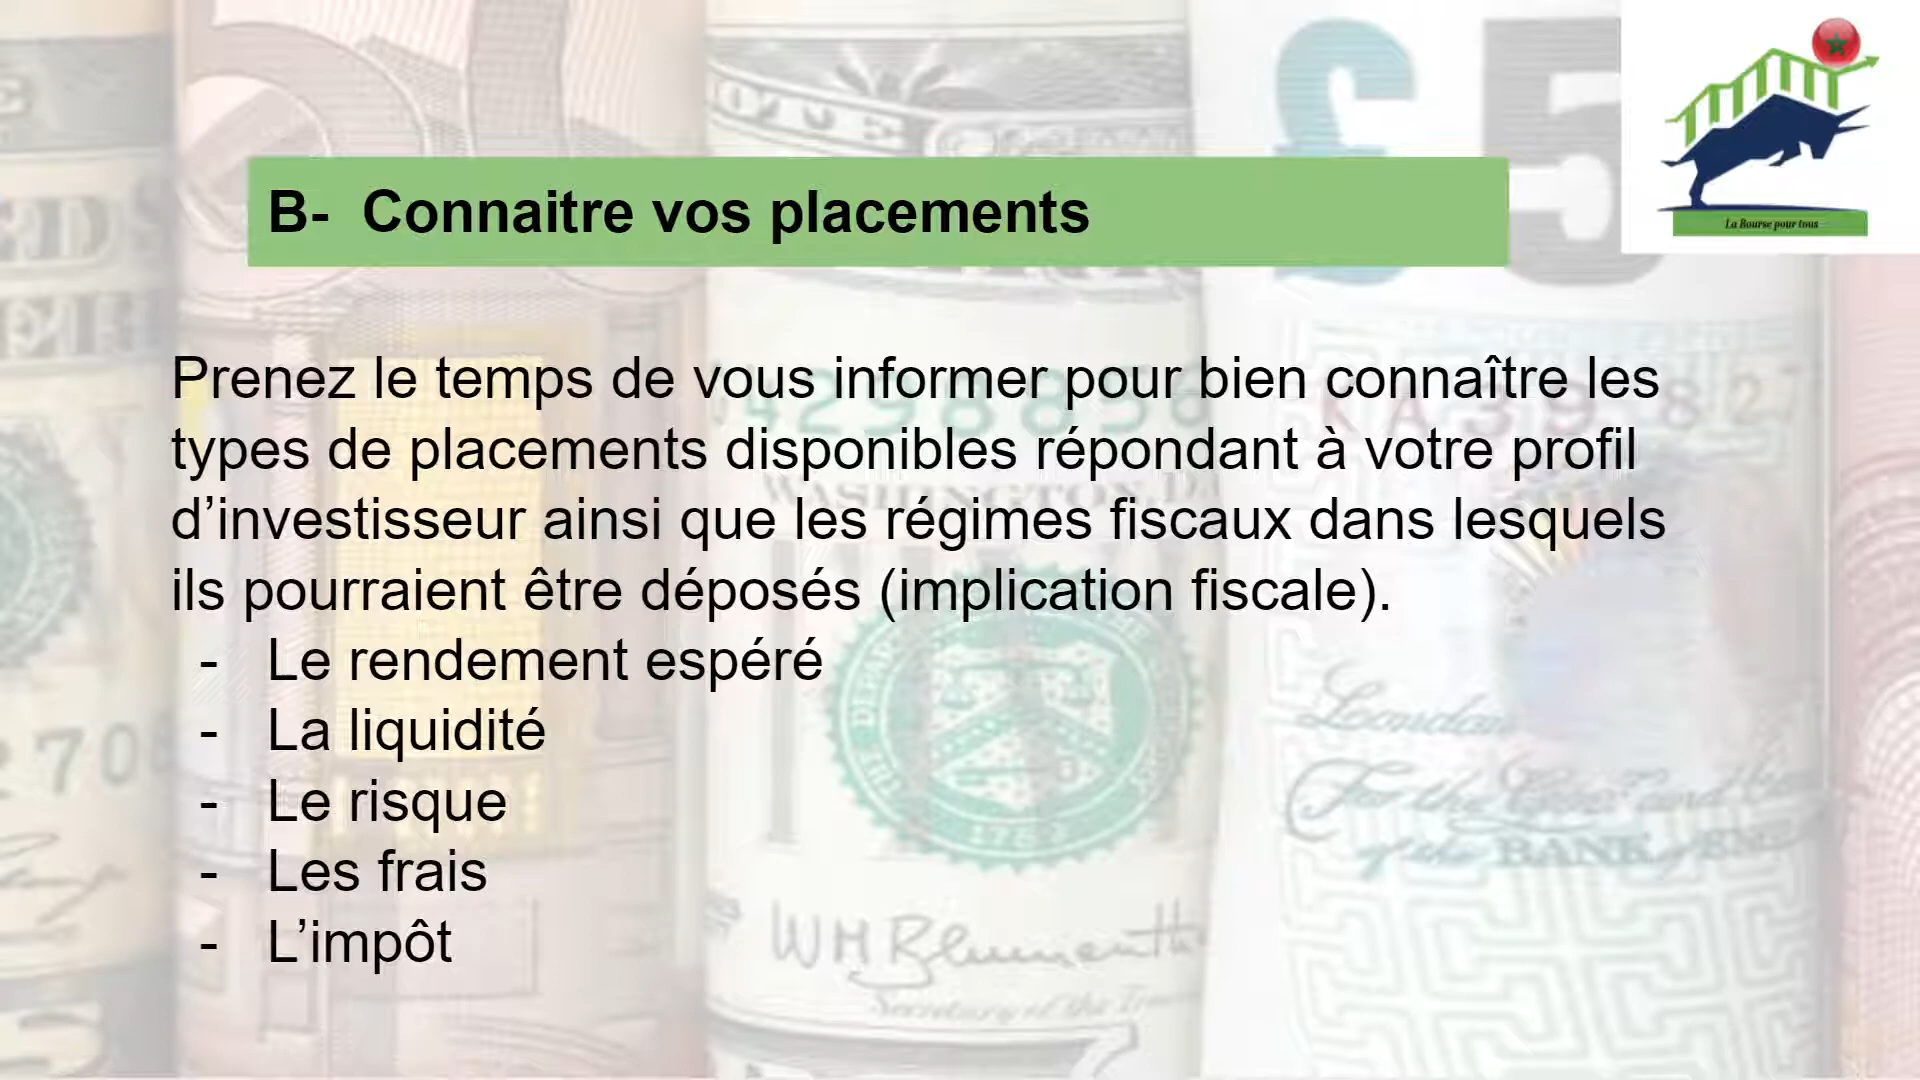 La Bourse pour tous
B- Connaitre vos placements
Prenez le temps de vous informer pour bien connaître les
types de placements disponibles répondant à votre profil
d’investisseur ainsi que les régimes fiscaux dans lesquels
ils pourraient être déposés (implication fiscale).
- Le rendement espéré
- La liquidité
- Le risque
- Les frais
- L’impôt